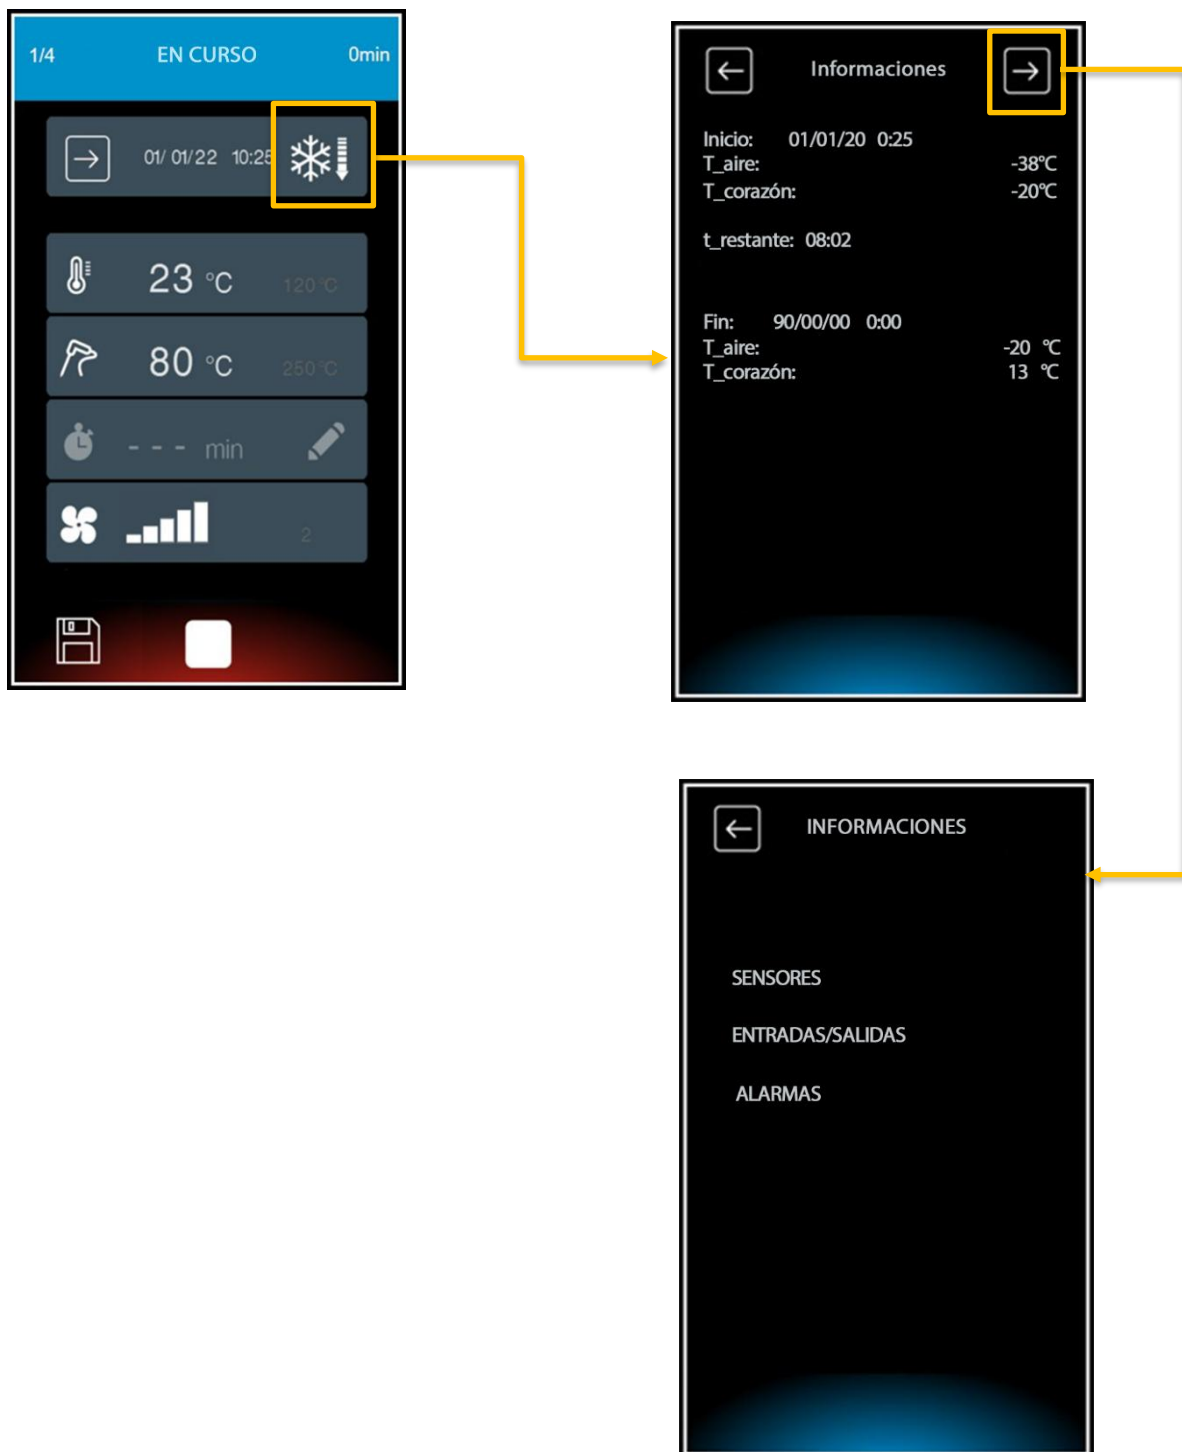 1/4 EN CURSO 0min
01/ 01/22 10:25
23 °C 120°C
80 °C 250°C
- - - min
2
Informaciones
Inicio: 01/01/20 0:25
T_aire: -38°C
T_corazón: -20°C
t_restante: 08:02
Fin: 90/00/00 0:00
T_aire: -20 °C
T_corazón: 13 °C
INFORMACIONES
SENSORES
ENTRADAS/SALIDAS
ALARMAS